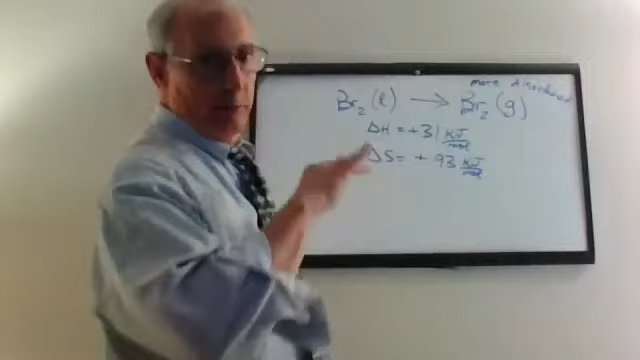 more disordered
Br₂(l) → Br₂(g)
ΔH = +31 KJ/mol
ΔS = +93 KJ/mol